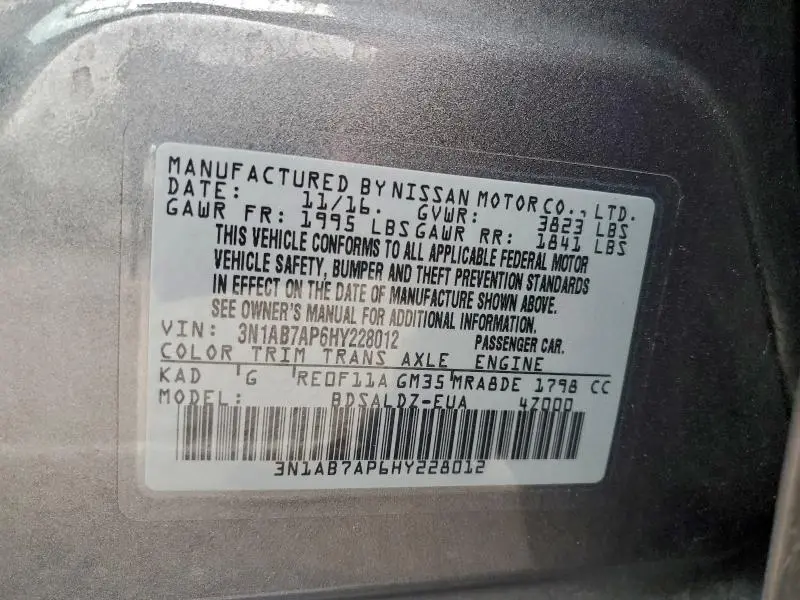 MANUFACTURED BY NISSAN MOTOR CO., LTD.
DATE: 11/16. GVWR: 3823 LBS
GAWR FR: 1995 LBS GAWR RR: 1841 LBS
THIS VEHICLE CONFORMS TO ALL APPLICABLE FEDERAL MOTOR
VEHICLE SAFETY, BUMPER AND THEFT PREVENTION STANDARDS
IN EFFECT ON THE DATE OF MANUFACTURE SHOWN ABOVE.
SEE OWNER'S MANUAL FOR ADDITIONAL INFORMATION.
VIN: 3N1AB7AP6HY228012 PASSENGER CAR.
COLOR TRIM TRANS AXLE ENGINE
KAD G RE0F11A GM35 MRA8DE 1798 CC
MODEL: BDSALDZ-EUA 4Z000
3N1AB7AP6HY228012